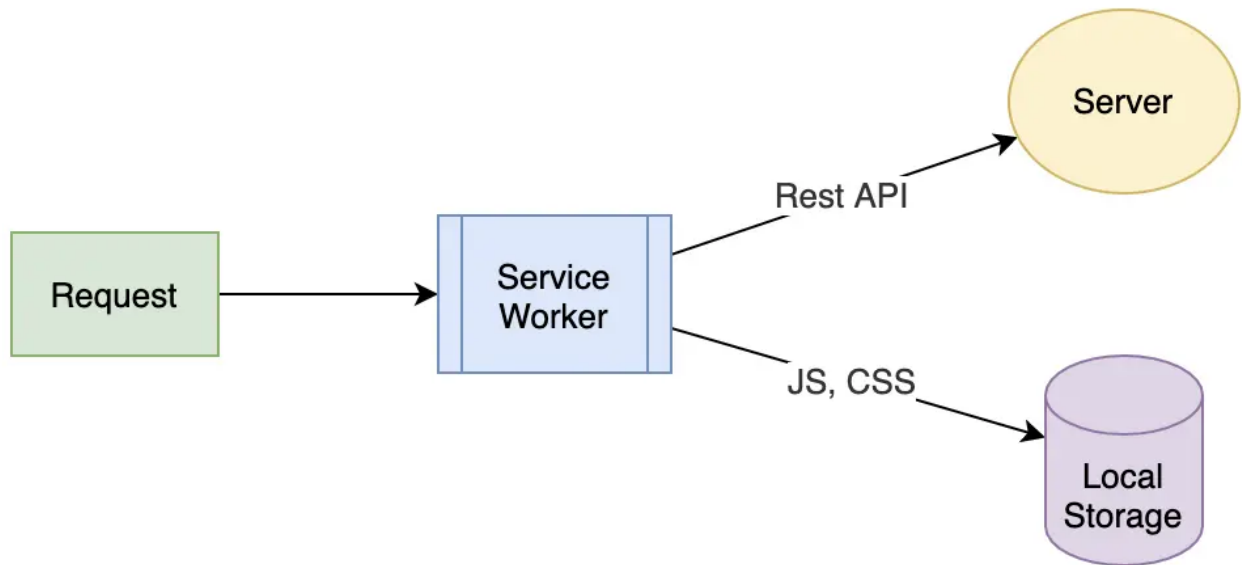 Server
Rest API
Request
Service
Worker
JS, CSS
Local
Storage